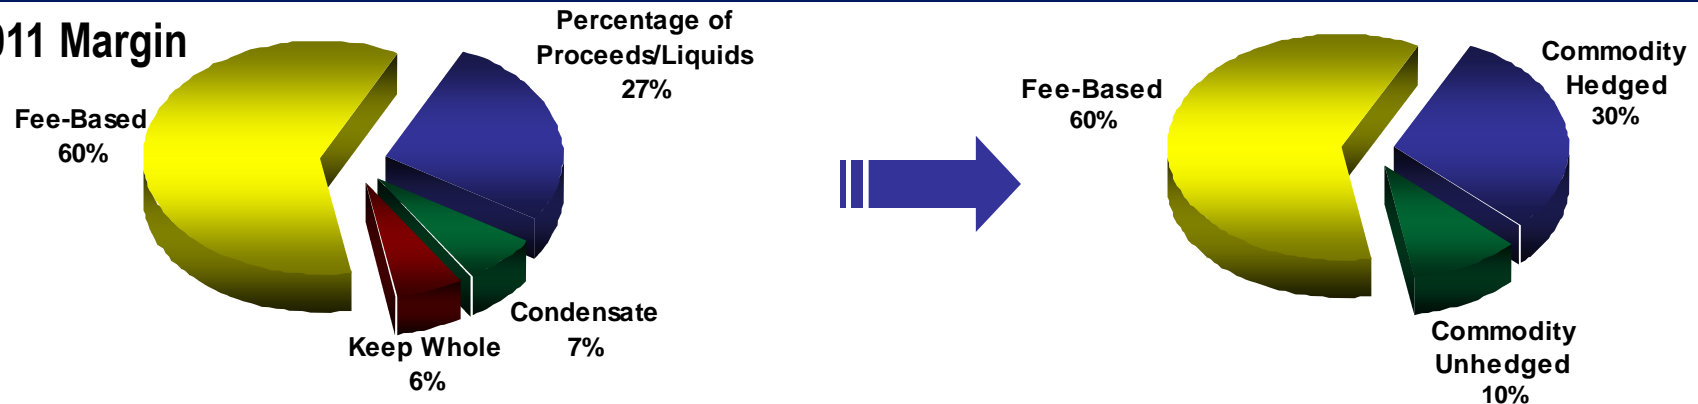 011 Margin
Percentage of
Proceeds/Liquids
27%
Fee-Based
60%
Condensate
7%
Keep Whole
6%
Fee-Based
60%
Commodity
Hedged
30%
Commodity
Unhedged
10%